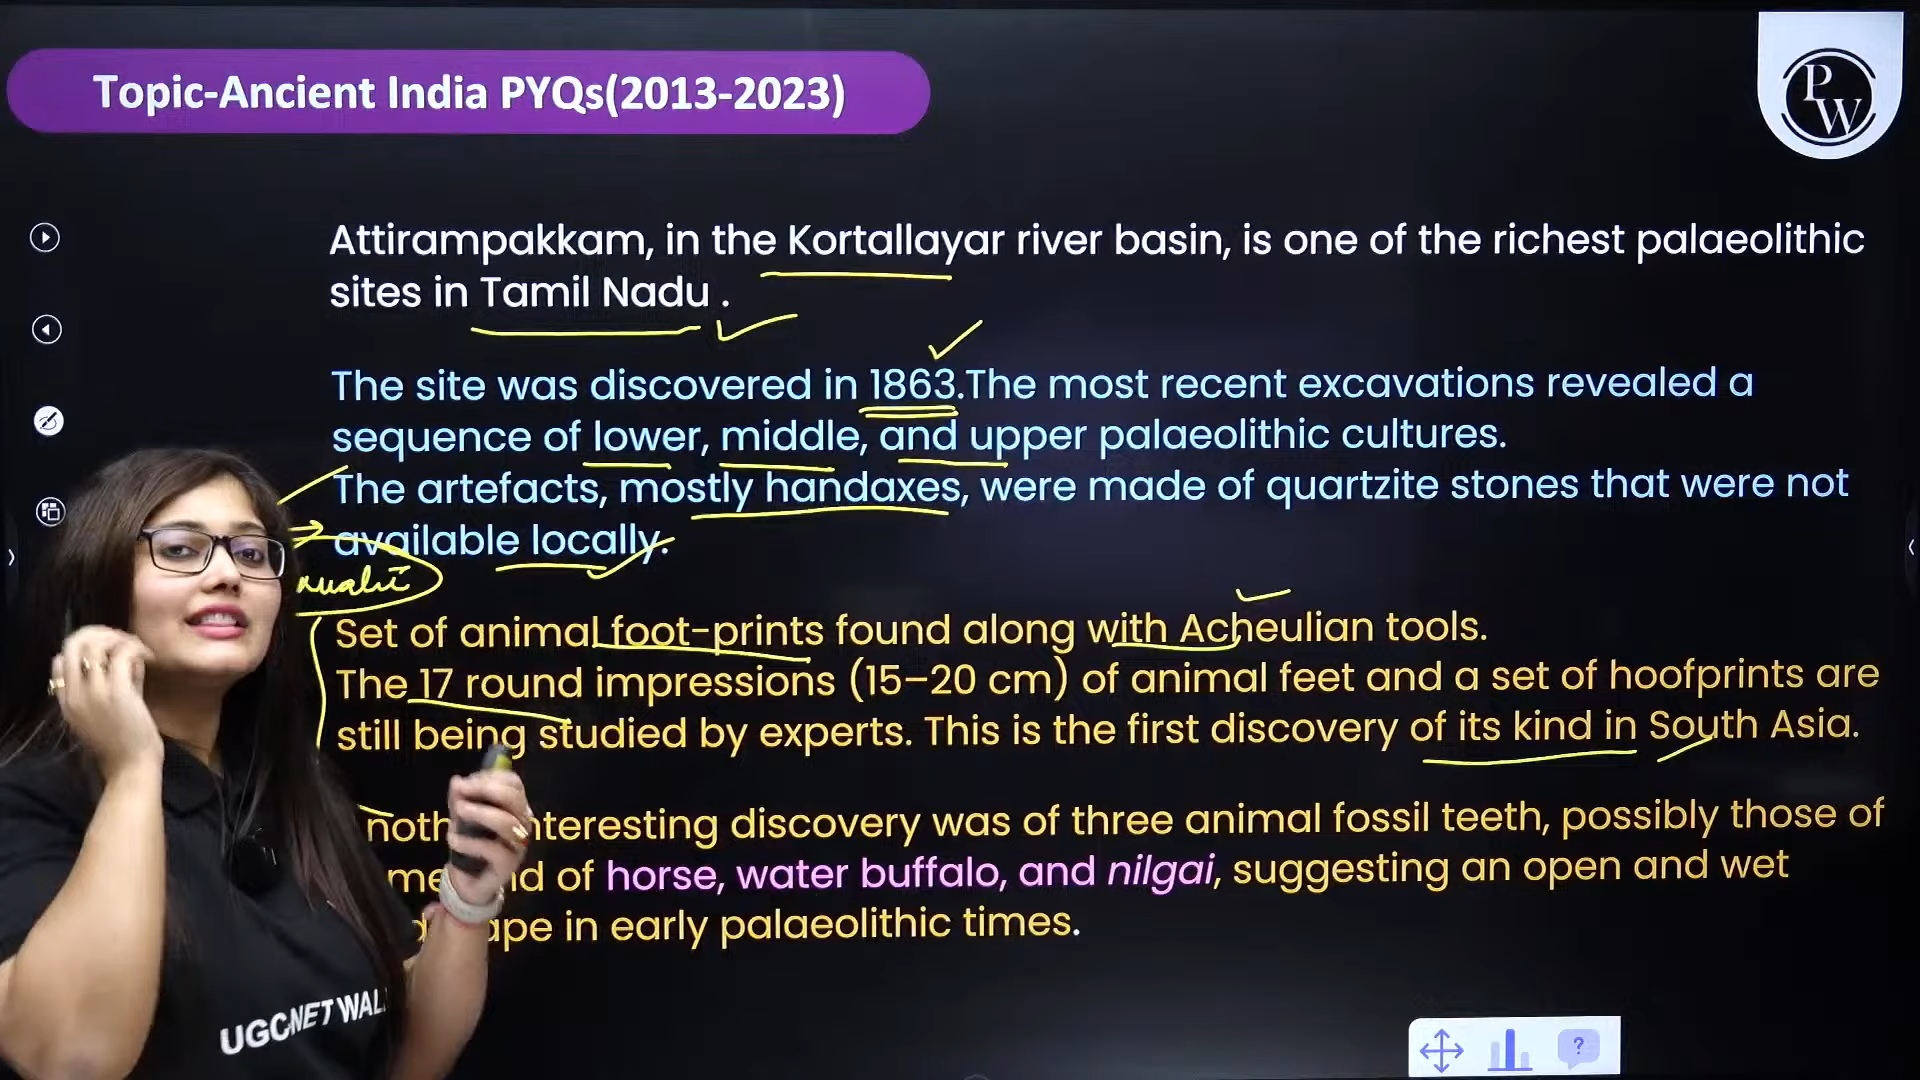 Topic-Ancient India PYQs(2013-2023)
PW
Attirampakkam, in the Kortallayar river basin, is one of the richest palaeolithic
sites in Tamil Nadu .
The site was discovered in 1863.The most recent excavations revealed a
sequence of lower, middle, and upper palaeolithic cultures.
The artefacts, mostly handaxes, were made of quartzite stones that were not
available locally.
Set of animal foot-prints found along with Acheulian tools.
The 17 round impressions (15–20 cm) of animal feet and a set of hoofprints are
still being studied by experts. This is the first discovery of its kind in South Asia.
interesting discovery was of three animal fossil teeth, possibly those of
of horse, water buffalo, and nilgai, suggesting an open and wet
in early palaeolithic times.
UGC-NET WAL
?